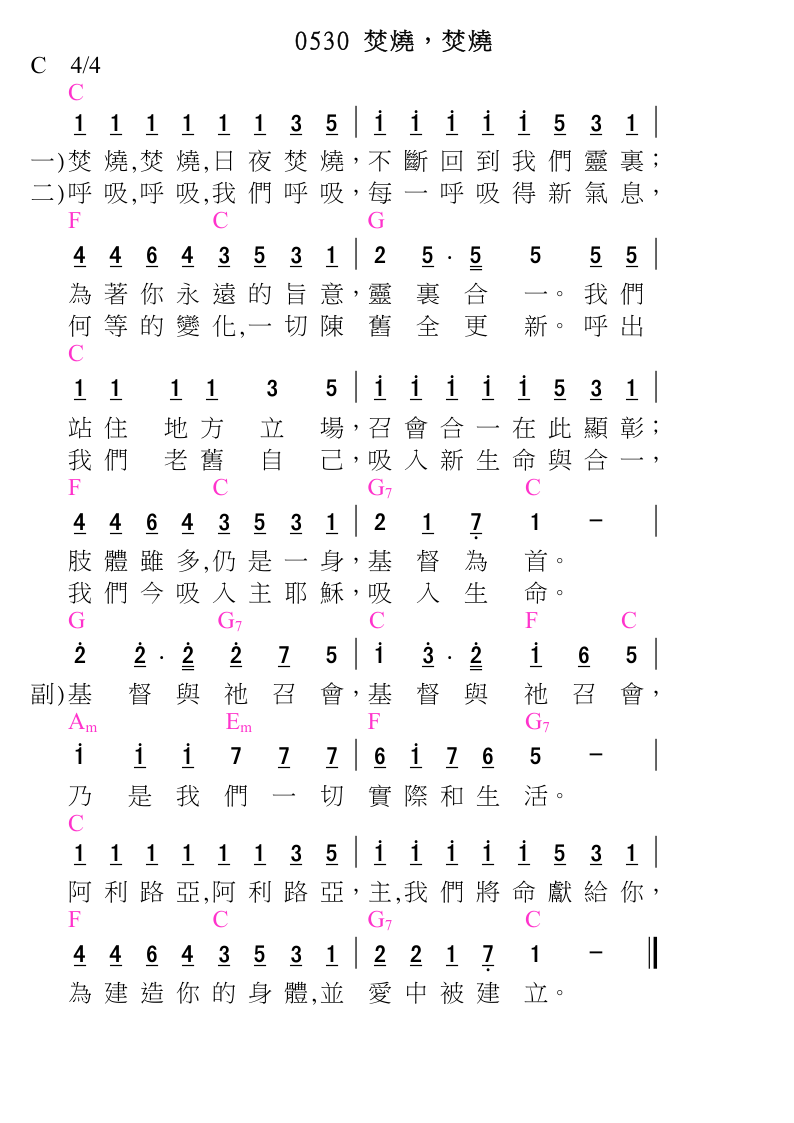 0530 焚燒，焚燒
C 4/4
C
1 1 1 1 1 1 3 5 | i i i i i 5 3 1 |
一)焚燒,焚燒,日夜焚燒，不斷回到我們靈裏；
二)呼吸,呼吸,我們呼吸，每一呼吸得新氣息，
F C G
4 4 6 4 3 5 3 1 | 2 5 · 5 5 5 5 |
為著你永遠的旨意，靈裏合一。我們
何等的變化,一切陳舊全更新。呼出
C
1 1 1 1 3 5 | i i i i i 5 3 1 |
站住地方立場，召會合一在此顯彰；
我們老舊自己，吸入新生命與合一，
F C G7 C
4 4 6 4 3 5 3 1 | 2 1 7̣ 1 – |
肢體雖多,仍是一身，基督為首。
我們今吸入主耶穌，吸入生命。
G G7 C F C
2̇ 2̇ · 2̇ 2̇ 7 5 | i 3̇ · 2̇ i 6 5 |
副)基督與祂召會，基督與祂召會，
Am Em F G7
i i i 7 7 7 | 6 i 7 6 5 – |
乃是我們一切實際和生活。
C
1 1 1 1 1 1 3 5 | i i i i i 5 3 1 |
阿利路亞,阿利路亞，主,我們將命獻給你，
F C G7 C
4 4 6 4 3 5 3 1 | 2 2 1 7̣ 1 – ‖
為建造你的身體,並愛中被建立。